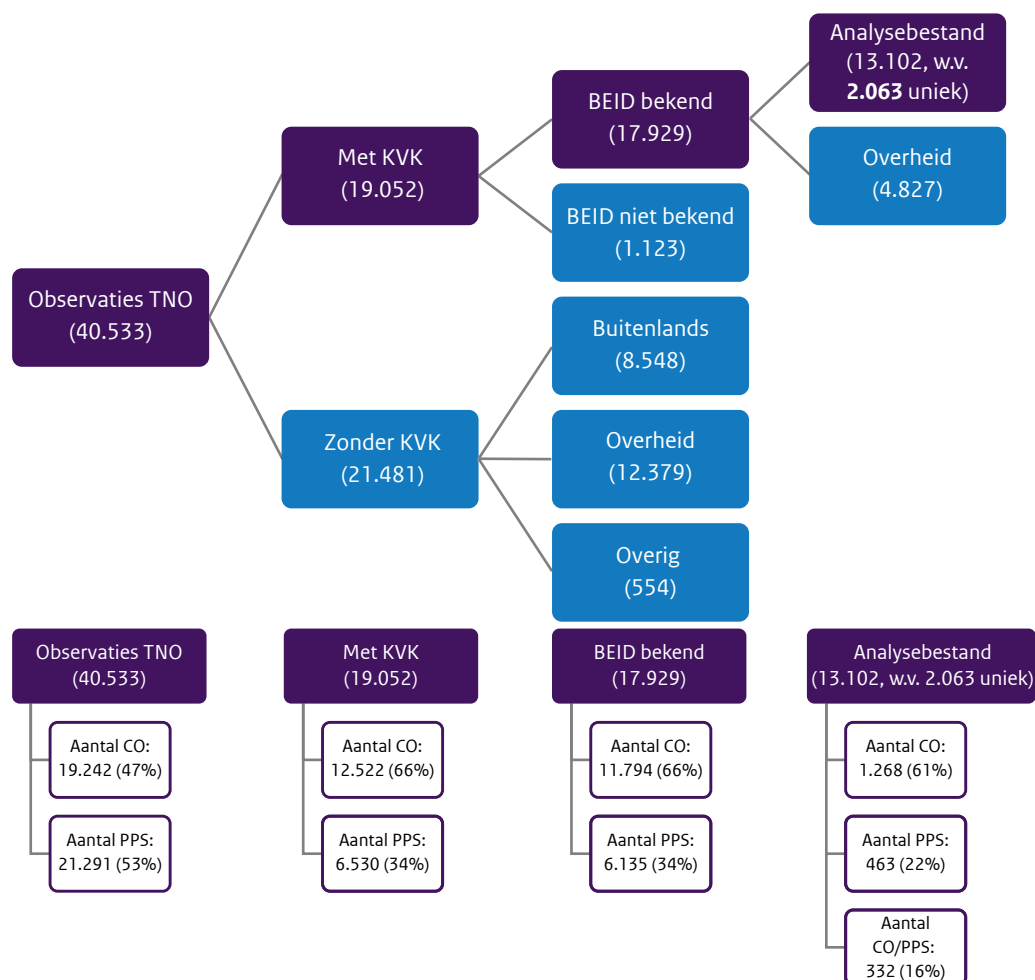 Analysebestand
(13.102, w.v.
2.063 uniek)
BEID bekend
(17.929)
Met KVK
(19.052)
Overheid
(4.827)
BEID niet bekend
(1.123)
Observaties TNO
(40.533)
Buitenlands
(8.548)
Zonder KVK
(21.481)
Overheid
(12.379)
Overig
(554)
Observaties TNO
(40.533)
Aantal CO:
19.242 (47%)
Aantal PPS:
21.291 (53%)
Met KVK
(19.052)
Aantal CO:
12.522 (66%)
Aantal PPS:
6.530 (34%)
BEID bekend
(17.929)
Aantal CO:
11.794 (66%)
Aantal PPS:
6.135 (34%)
Analysebestand
(13.102, w.v. 2.063 uniek)
Aantal CO:
1.268 (61%)
Aantal PPS:
463 (22%)
Aantal
CO/PPS:
332 (16%)